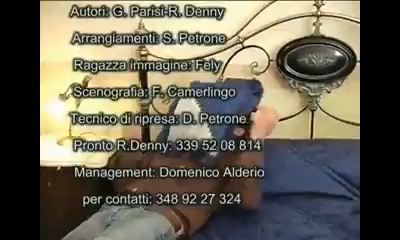 Autori: G. Parisi-R. Denny
Arrangiamenti: S. Petrone
Ragazza immagine: Fely
Scenografia: F. Camerlingo
Tecnico di ripresa: D. Petrone
Pronto R.Denny: 339 52 08 814
Management: Domenico Alderio
per contatti: 348 92 27 324